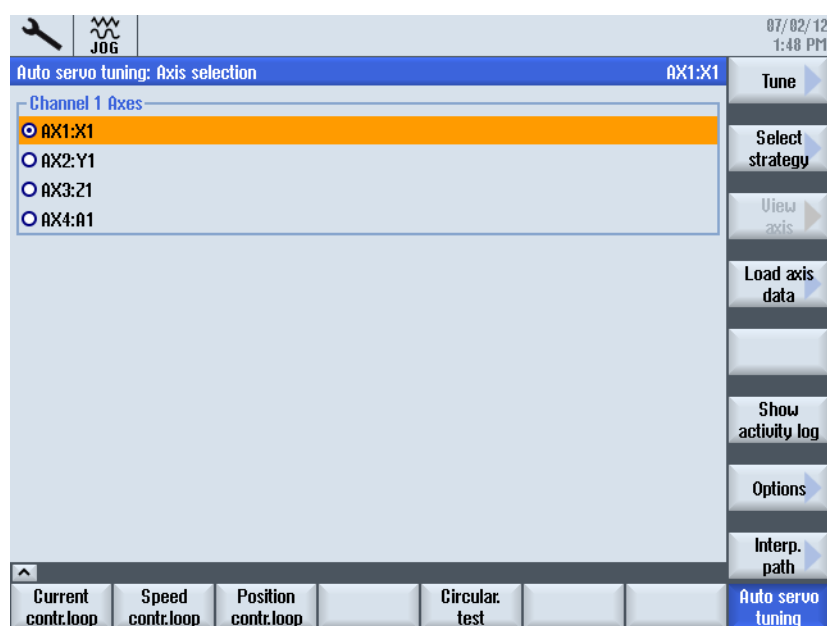 JOG
07/02/12
1:48 PM
Auto servo tuning: Axis selection AX1:X1
Channel 1 Axes
AX1:X1
AX2:Y1
AX3:Z1
AX4:A1
Tune
Select
strategy
View
axis
Load axis
data
Show
activity log
Options
Interp.
path
Current
contr.loop
Speed
contr.loop
Position
contr.loop
Circular.
test
Auto servo
tuning